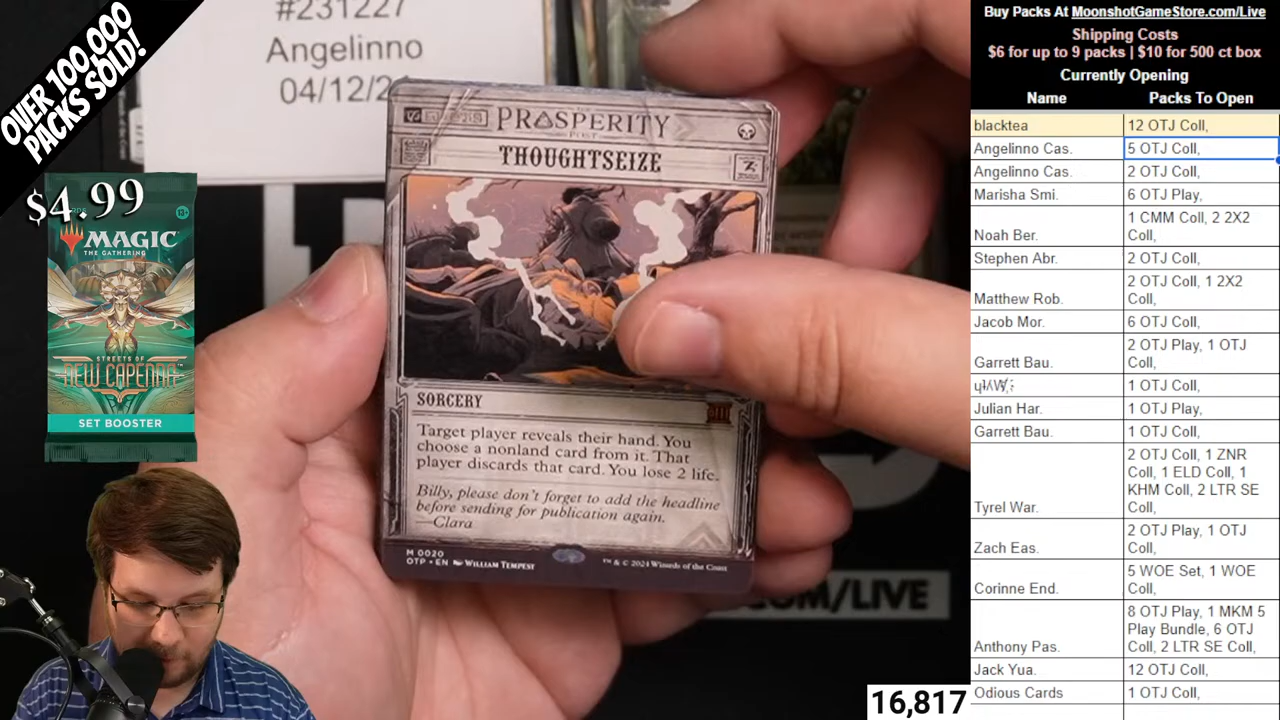 OVER 100,000
PACKS SOLD!
#231227
Angelinno
04/12/2
$4.99
MAGIC
THE GATHERING
STREETS OF
NEW CAPENNA
SET BOOSTER
PROSPERITY
POST
THOUGHTSEIZE
SORCERY
Target player reveals their hand. You
choose a nonland card from it. That
player discards that card. You lose 2 life.
Billy, please don't forget to add the headline
before sending for publication again.
—Clara
M 0020
OTP • EN WILLIAM TEMPEST
™ & © 2024 Wizards of the Coast
.COM/LIVE
16,817
Buy Packs At MoonshotGameStore.com/Live
Shipping Costs
$6 for up to 9 packs | $10 for 500 ct box
Currently Opening
Name Packs To Open
blacktea 12 OTJ Coll,
Angelinno Cas. 5 OTJ Coll,
Angelinno Cas. 2 OTJ Coll,
Marisha Smi. 6 OTJ Play,
Noah Ber. 1 CMM Coll, 2 2X2
Coll,
Stephen Abr. 2 OTJ Coll,
Matthew Rob. 2 OTJ Coll, 1 2X2
Coll,
Jacob Mor. 6 OTJ Coll,
Garrett Bau. 2 OTJ Play, 1 OTJ
Coll,
1 OTJ Coll,
Julian Har. 1 OTJ Play,
Garrett Bau. 1 OTJ Coll,
Tyrel War. 2 OTJ Coll, 1 ZNR
Coll, 1 ELD Coll, 1
KHM Coll, 2 LTR SE
Coll,
Zach Eas. 2 OTJ Play, 1 OTJ
Coll,
Corinne End. 5 WOE Set, 1 WOE
Coll,
Anthony Pas. 8 OTJ Play, 1 MKM 5
Play Bundle, 6 OTJ
Coll, 2 LTR SE Coll,
Jack Yua. 12 OTJ Coll,
Odious Cards 1 OTJ Coll,